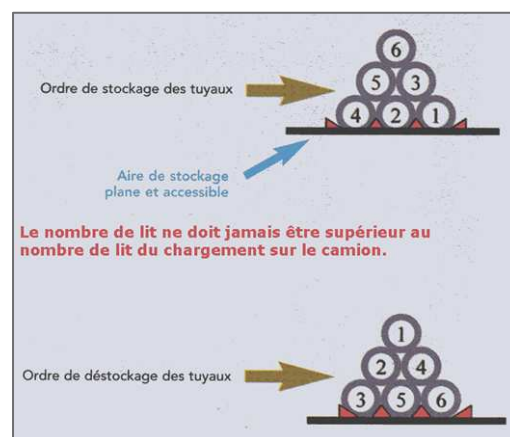 6
Ordre de stockage des tuyaux
5 3
4 2 1
Aire de stockage
plane et accessible
Le nombre de lit ne doit jamais être supérieur au
nombre de lit du chargement sur le camion.
1
Ordre de déstockage des tuyaux
2 4
3 5 6